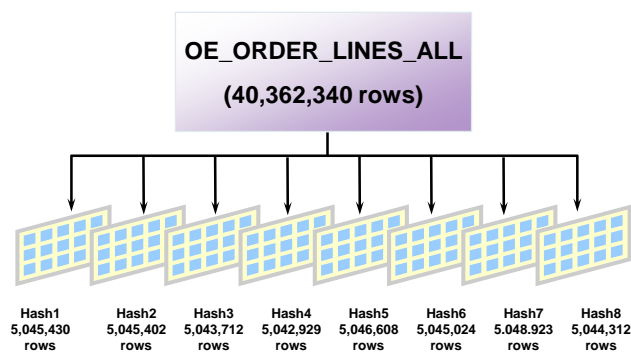 OE_ORDER_LINES_ALL
(40,362,340 rows)
Hash1 Hash2 Hash3 Hash4 Hash5 Hash6 Hash7 Hash8
5,045,430 5,045,402 5,043,712 5,042,929 5,046,608 5,045,024 5,048.923 5,044,312
rows rows rows rows rows rows rows rows